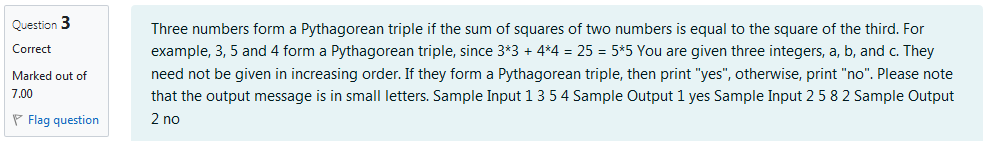 Question 3
Correct
Marked out of
7.00
Flag question
Three numbers form a Pythagorean triple if the sum of squares of two numbers is equal to the square of the third. For
example, 3, 5 and 4 form a Pythagorean triple, since 3*3 + 4*4 = 25 = 5*5 You are given three integers, a, b, and c. They
need not be given in increasing order. If they form a Pythagorean triple, then print "yes", otherwise, print "no". Please note
that the output message is in small letters. Sample Input 1 3 5 4 Sample Output 1 yes Sample Input 2 5 8 2 Sample Output
2 no